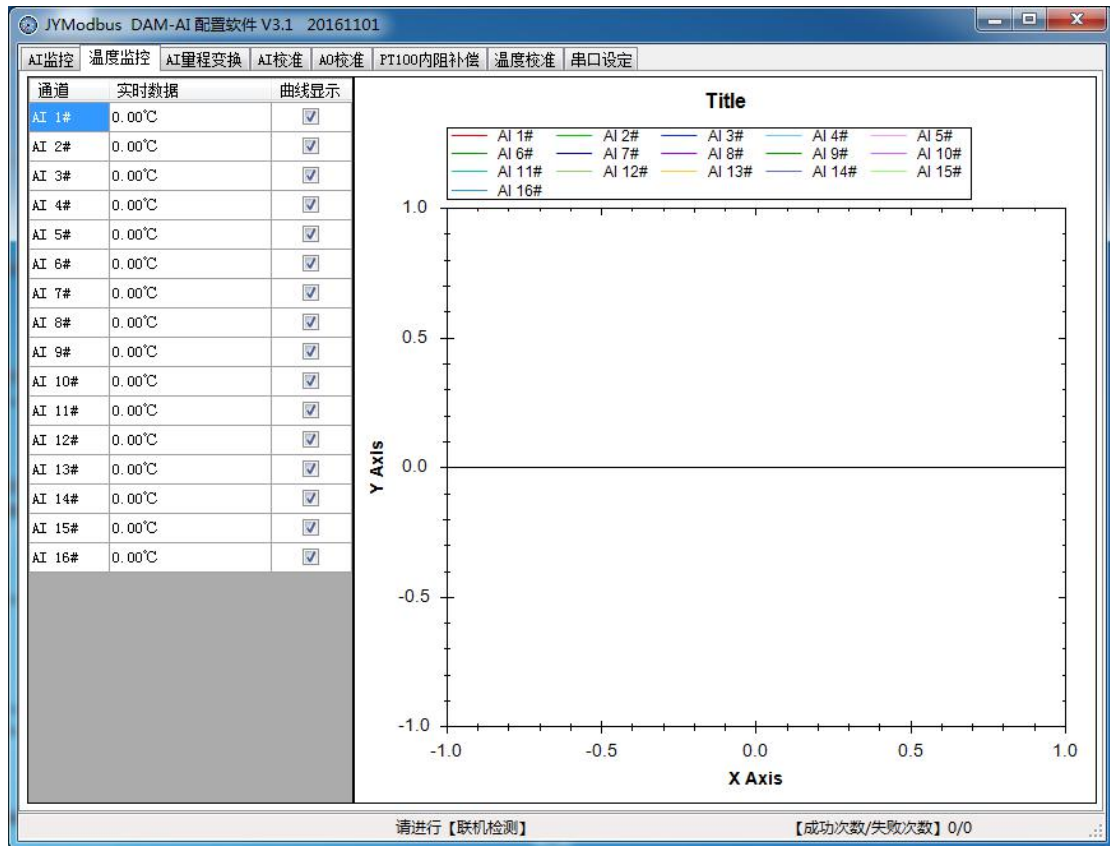 JYModbus DAM-AI 配置软件 V3.1 20161101
AI监控 温度监控 AI量程变换 AI校准 AO校准 PT100内阻补偿 温度校准 串口设定
通道 实时数据 曲线显示
AI 1# 0.00℃
AI 2# 0.00℃
AI 3# 0.00℃
AI 4# 0.00℃
AI 5# 0.00℃
AI 6# 0.00℃
AI 7# 0.00℃
AI 8# 0.00℃
AI 9# 0.00℃
AI 10# 0.00℃
AI 11# 0.00℃
AI 12# 0.00℃
AI 13# 0.00℃
AI 14# 0.00℃
AI 15# 0.00℃
AI 16# 0.00℃
Title
AI 1# AI 2# AI 3# AI 4# AI 5#
AI 6# AI 7# AI 8# AI 9# AI 10#
AI 11# AI 12# AI 13# AI 14# AI 15#
AI 16#
1.0
0.5
0.0
-0.5
-1.0
Y Axis
-1.0 -0.5 0.0 0.5 1.0
X Axis
请进行【联机检测】 【成功次数/失败次数】0/0